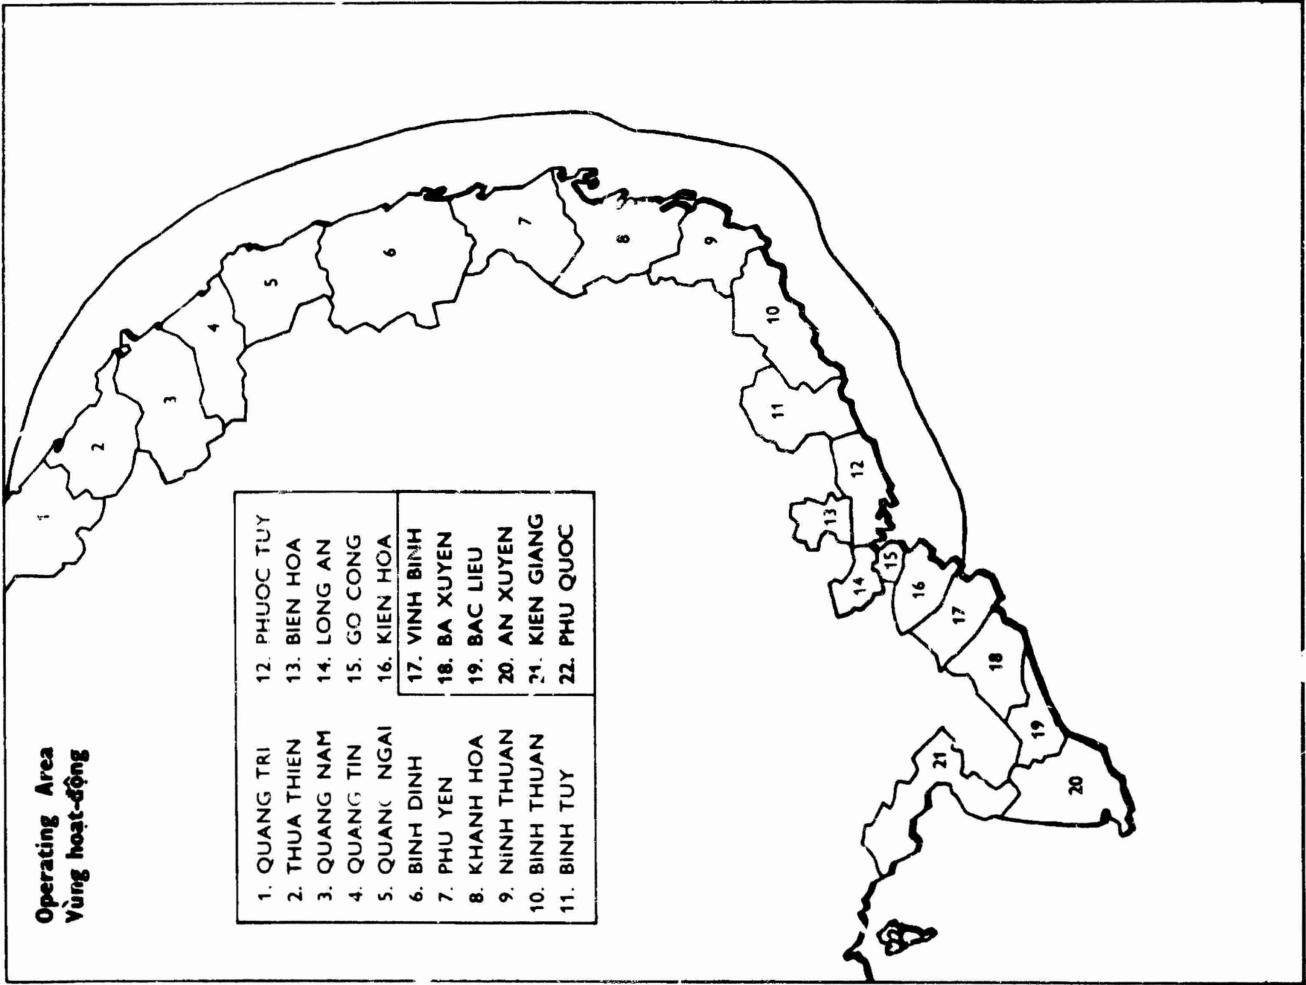 Operating Area
Vùng hoạt-động
1. QUANG TRI
2. THUA THIEN
3. QUANG NAM
4. QUANG TIN
5. QUANG NGAI
6. BINH DINH
7. PHU YEN
8. KHANH HOA
9. NINH THUAN
10. BINH THUAN
11. BINH TUY
12. PHUOC TUY
13. BIEN HOA
14. LONG AN
15. GO CONG
16. KIEN HOA
17. VINH BINH
18. BA XUYEN
19. BAC LIEU
20. AN XUYEN
21. KIEN GIANG
22. PHU QUOC
1
2
3
4
5
6
7
8
9
10
11
12
13
14
15
16
17
18
19
20
21
22